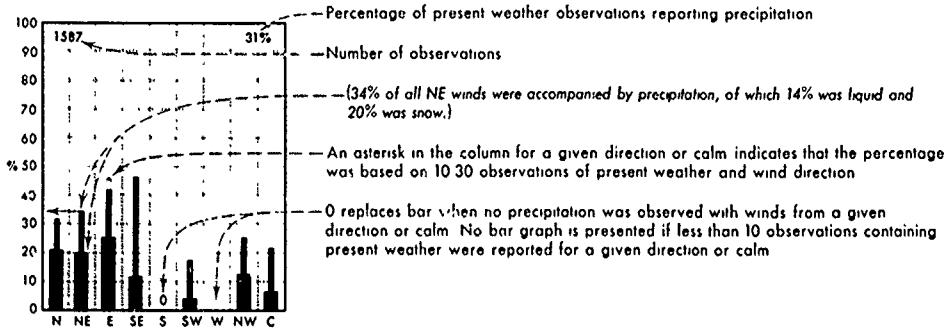 Percentage of present weather observations reporting precipitation
100
1587 31%
90
Number of observations
80
(34% of all NE winds were accompanied by precipitation, of which 14% was liquid and
20% was snow.)
70
60
% 50
An asterisk in the column for a given direction or calm indicates that the percentage
was based on 10 30 observations of present weather and wind direction
*
40
30
0 replaces bar when no precipitation was observed with winds from a given
direction or calm No bar graph is presented if less than 10 observations containing
present weather were reported for a given direction or calm
20
10
0
0
N NE E SE S SW W NW C